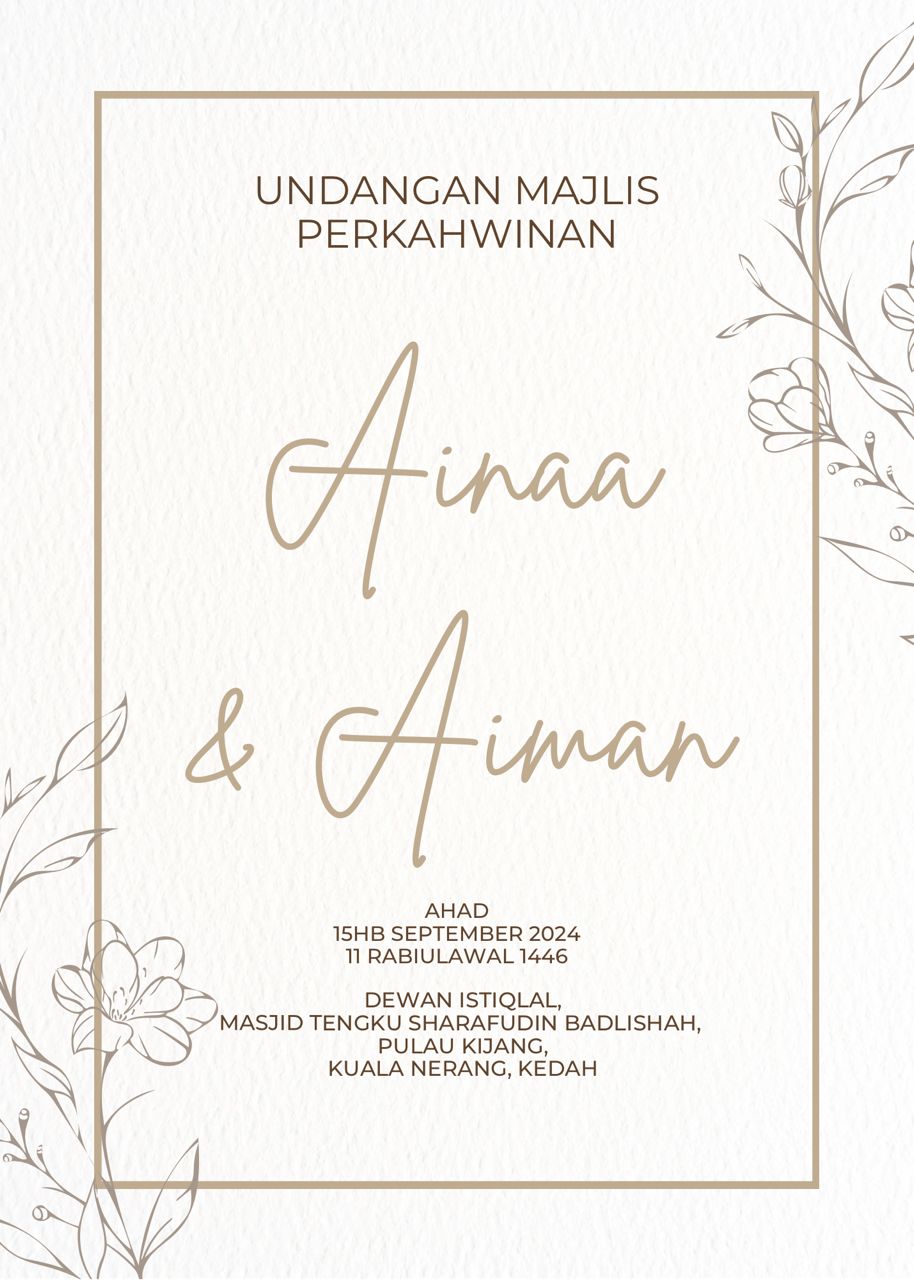 UNDANGAN MAJLIS
PERKAHWINAN
Ainaa
& Aiman
AHAD
15HB SEPTEMBER 2024
11 RABIULAWAL 1446
DEWAN ISTIQLAL,
MASJID TENGKU SHARAFUDIN BADLISHAH,
PULAU KIJANG,
KUALA NERANG, KEDAH